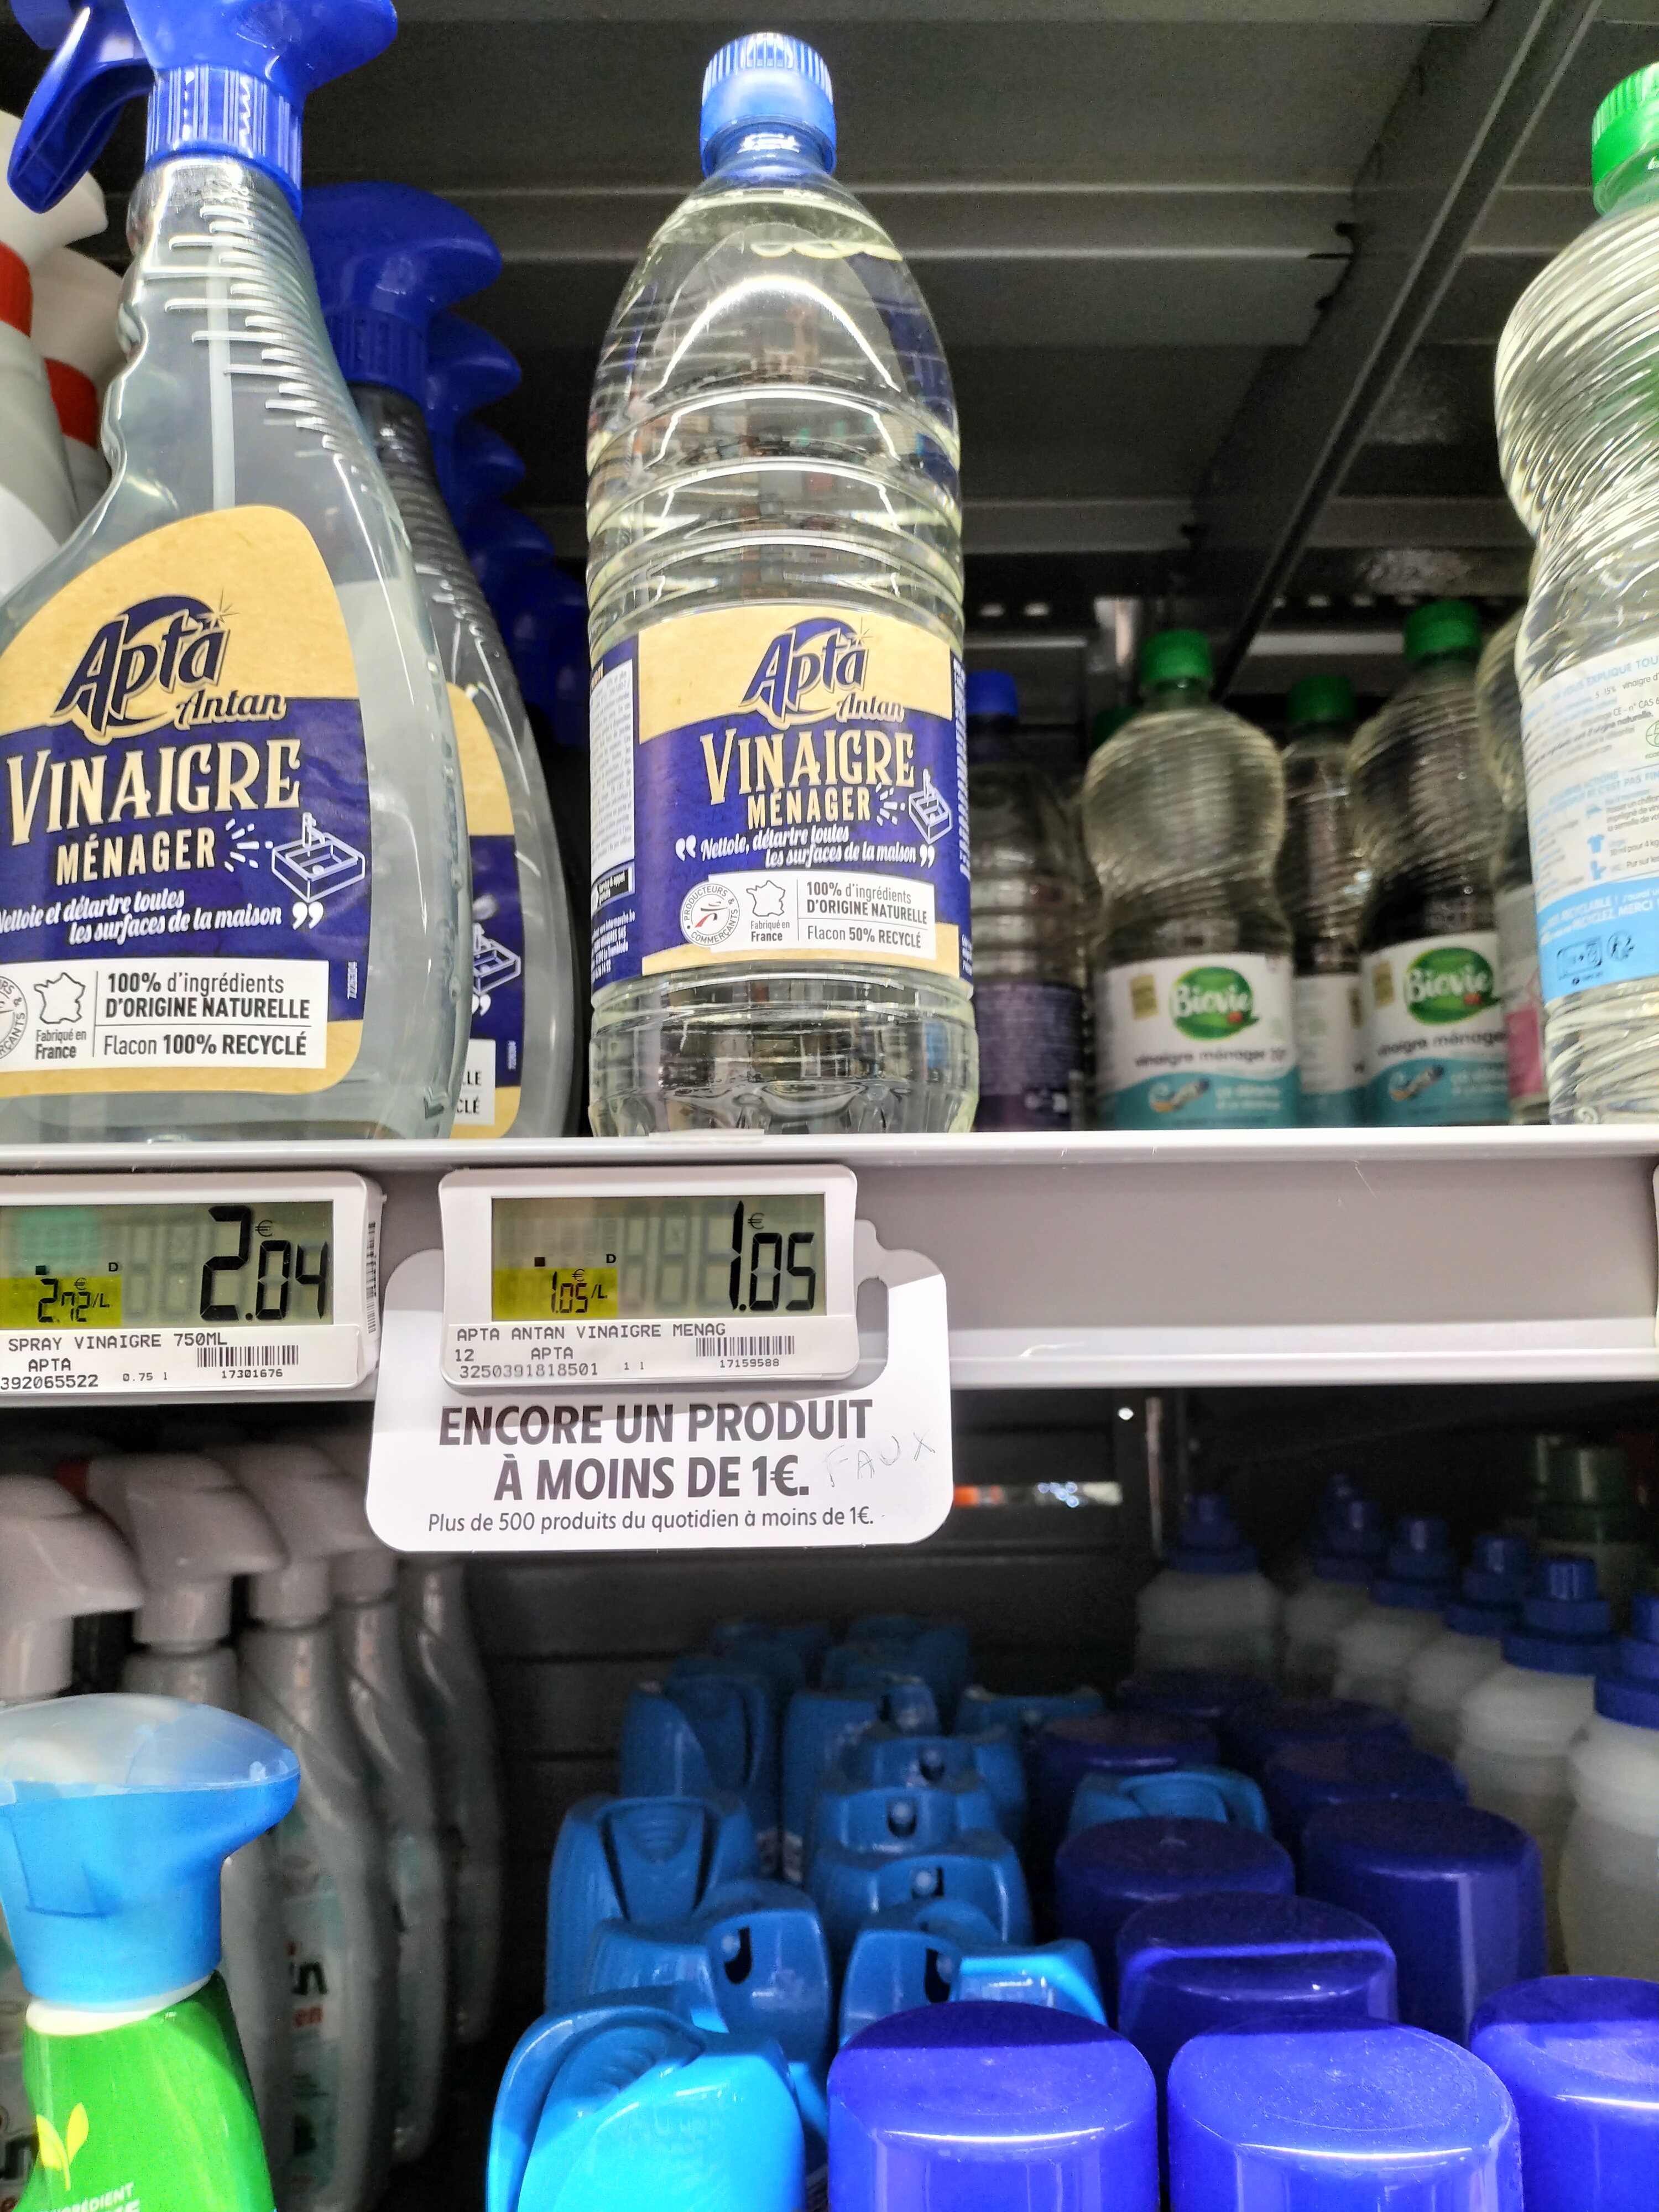 Apta
Antan
VINAIGRE
MÉNAGER
Nettoie et détartre toutes
les surfaces de la maison ”
Fabriqué en
France
100% d'ingrédients
D'ORIGINE NATURELLE
Flacon 100% RECYCLÉ
Apta
Antan
VINAIGRE
MÉNAGER
“ Nettoie, détartre toutes
les surfaces de la maison ”
PRODUCTEURS
COMMERÇANTS
&
Fabriqué en
France
100% d'ingrédients
D'ORIGINE NATURELLE
Flacon 50% RECYCLÉ
Biovie
vinaigre ménager
Biovie
vinaigre ménager
2.72€/L
D
2.04€
SPRAY VINAIGRE 750ML
APTA
392065522
0.75 l
17301676
1.05€/L
D
1.05€
APTA ANTAN VINAIGRE MENAG
12 APTA
3250391818501
1 l
17159588
ENCORE UN PRODUIT
À MOINS DE 1€. FAUX
Plus de 500 produits du quotidien à moins de 1€.